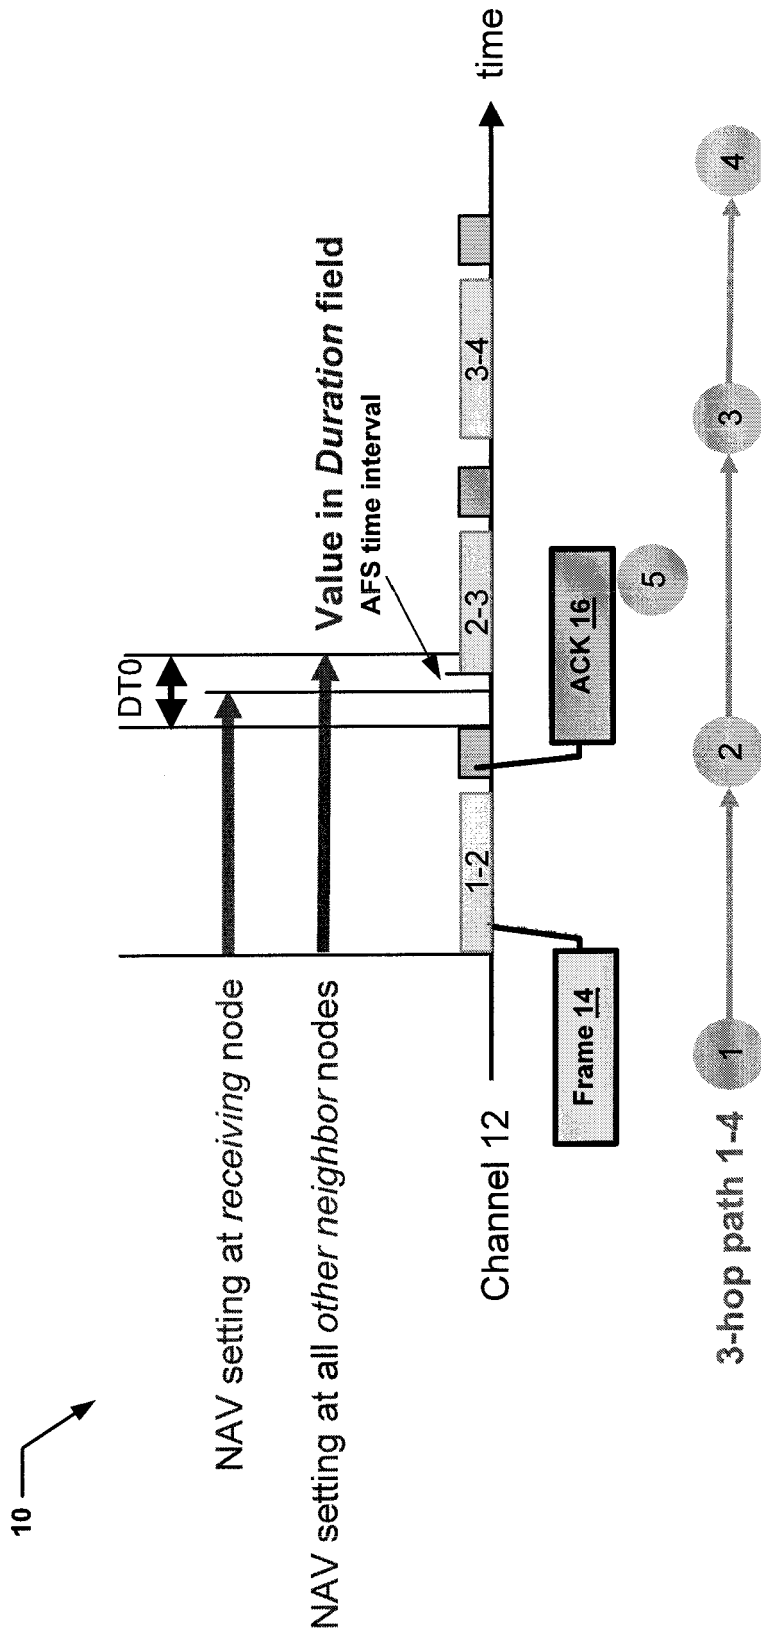 10
DT0
NAV setting at receiving node
NAV setting at all other neighbor nodes
Value in Duration field
AFS time interval
Channel 12
1-2
2-3
3-4
time
Frame 14
ACK 16
5
3-hop path 1-4
1
2
3
4